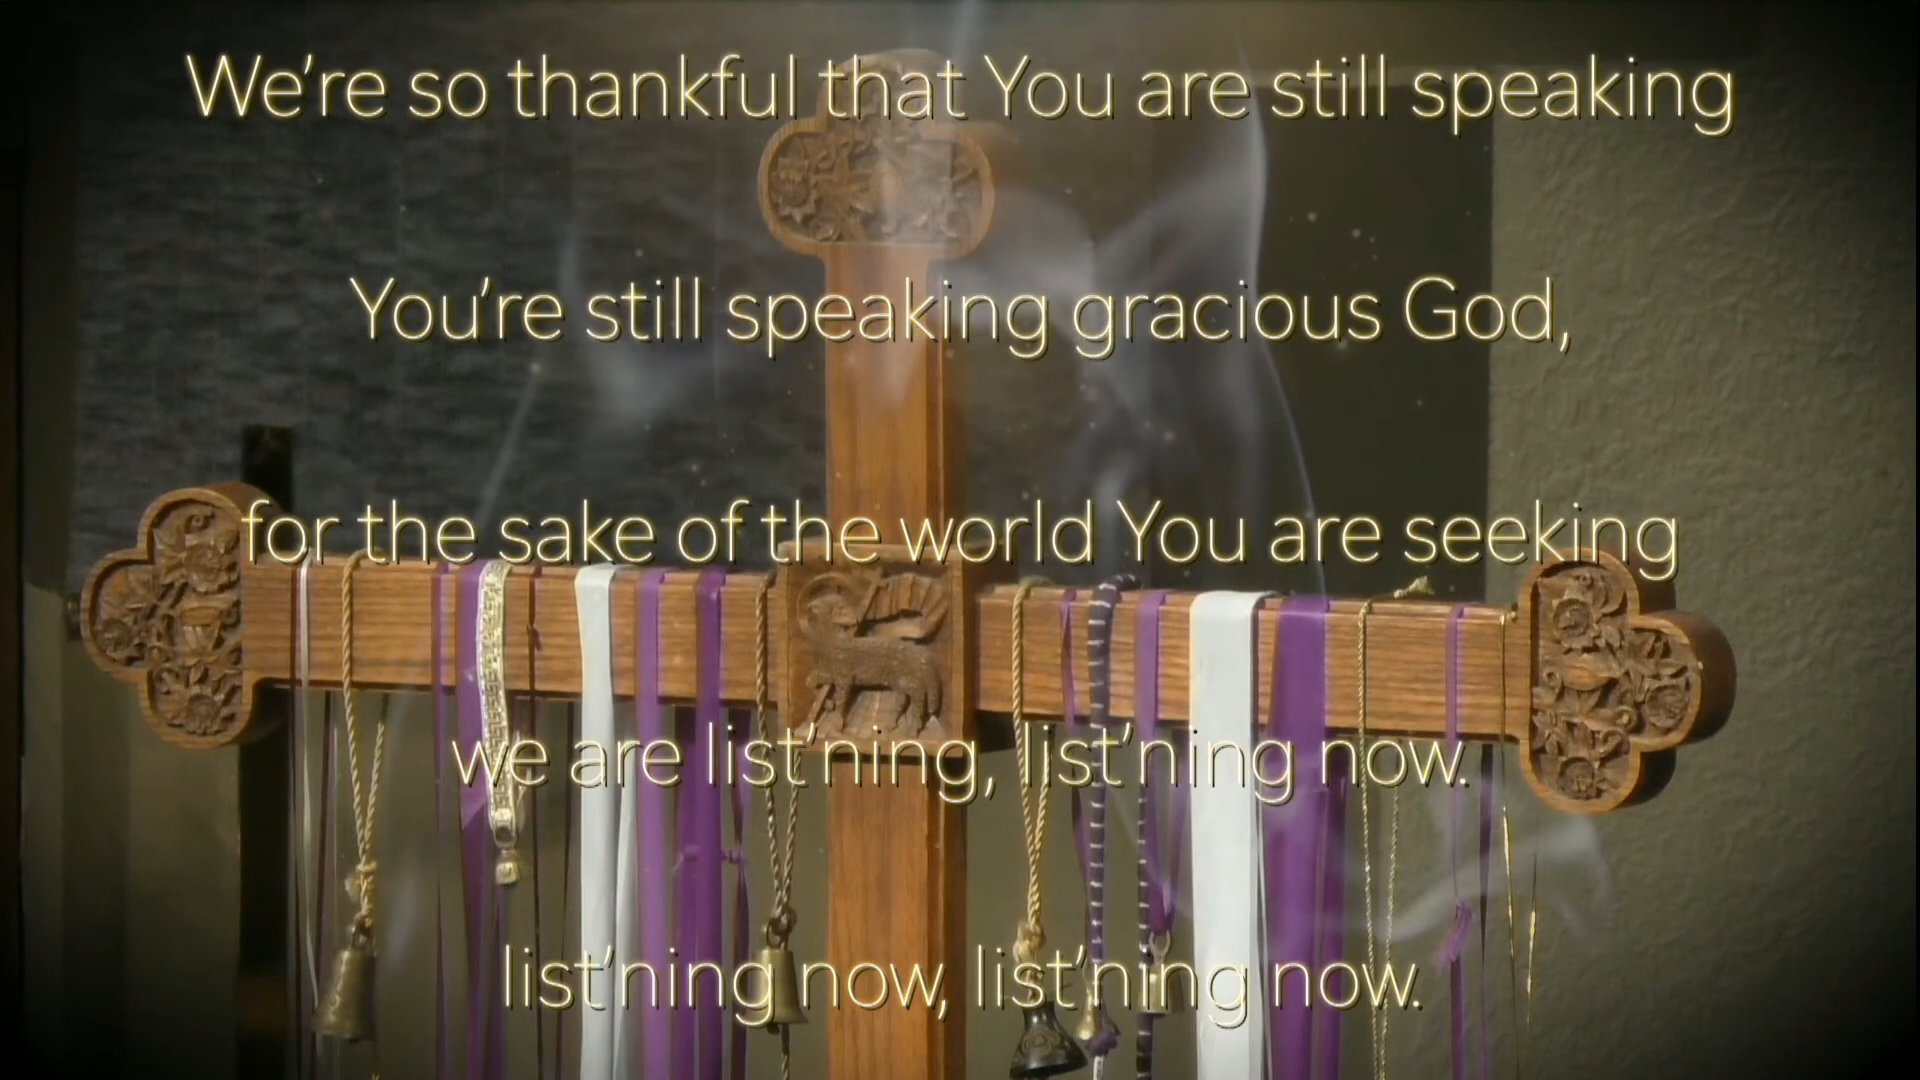 We're so thankful that You are still speaking
You're still speaking gracious God,
for the sake of the world You are seeking
we are list'ning, list'ning now.
list'ning now, list'ning now.